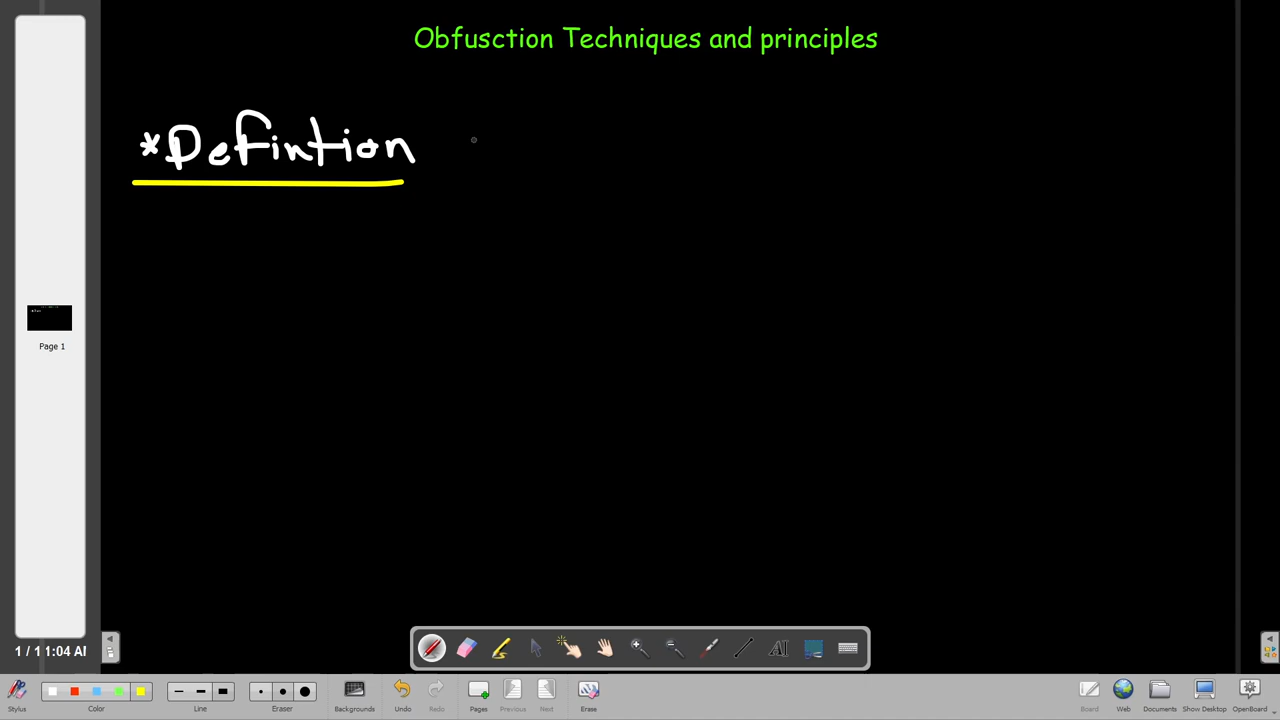 Obfusction Techniques and principles
*Defintion
Page 1
1 / 1 1:04 AM
Stylus
Color
Line
Eraser
Backgrounds
Undo
Redo
Pages
Previous
Next
Erase
Board
Web
Documents
Show Desktop
OpenBoard